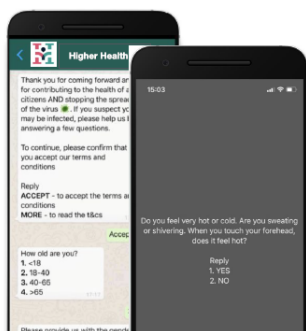 Higher Health
Thank you for coming forward an
for contributing to the health of a
citizens AND stopping the sprea
of the virus. If you suspect yo
may be infected, please help us b
answering a few questions.
To continue, please confirm that
you accept our terms and
conditions
Reply
ACCEPT - to accept the terms a
conditions
MORE - to read the t&cs
Accep
How old are you?
1. <18
2. 18-40
3. 40-65
4. >65
Please provide us with the
15:03
Do you feel very hot or cold. Are you sweating
or shivering. When you touch your forehead,
does it feel hot?
Reply
1. YES
2. NO